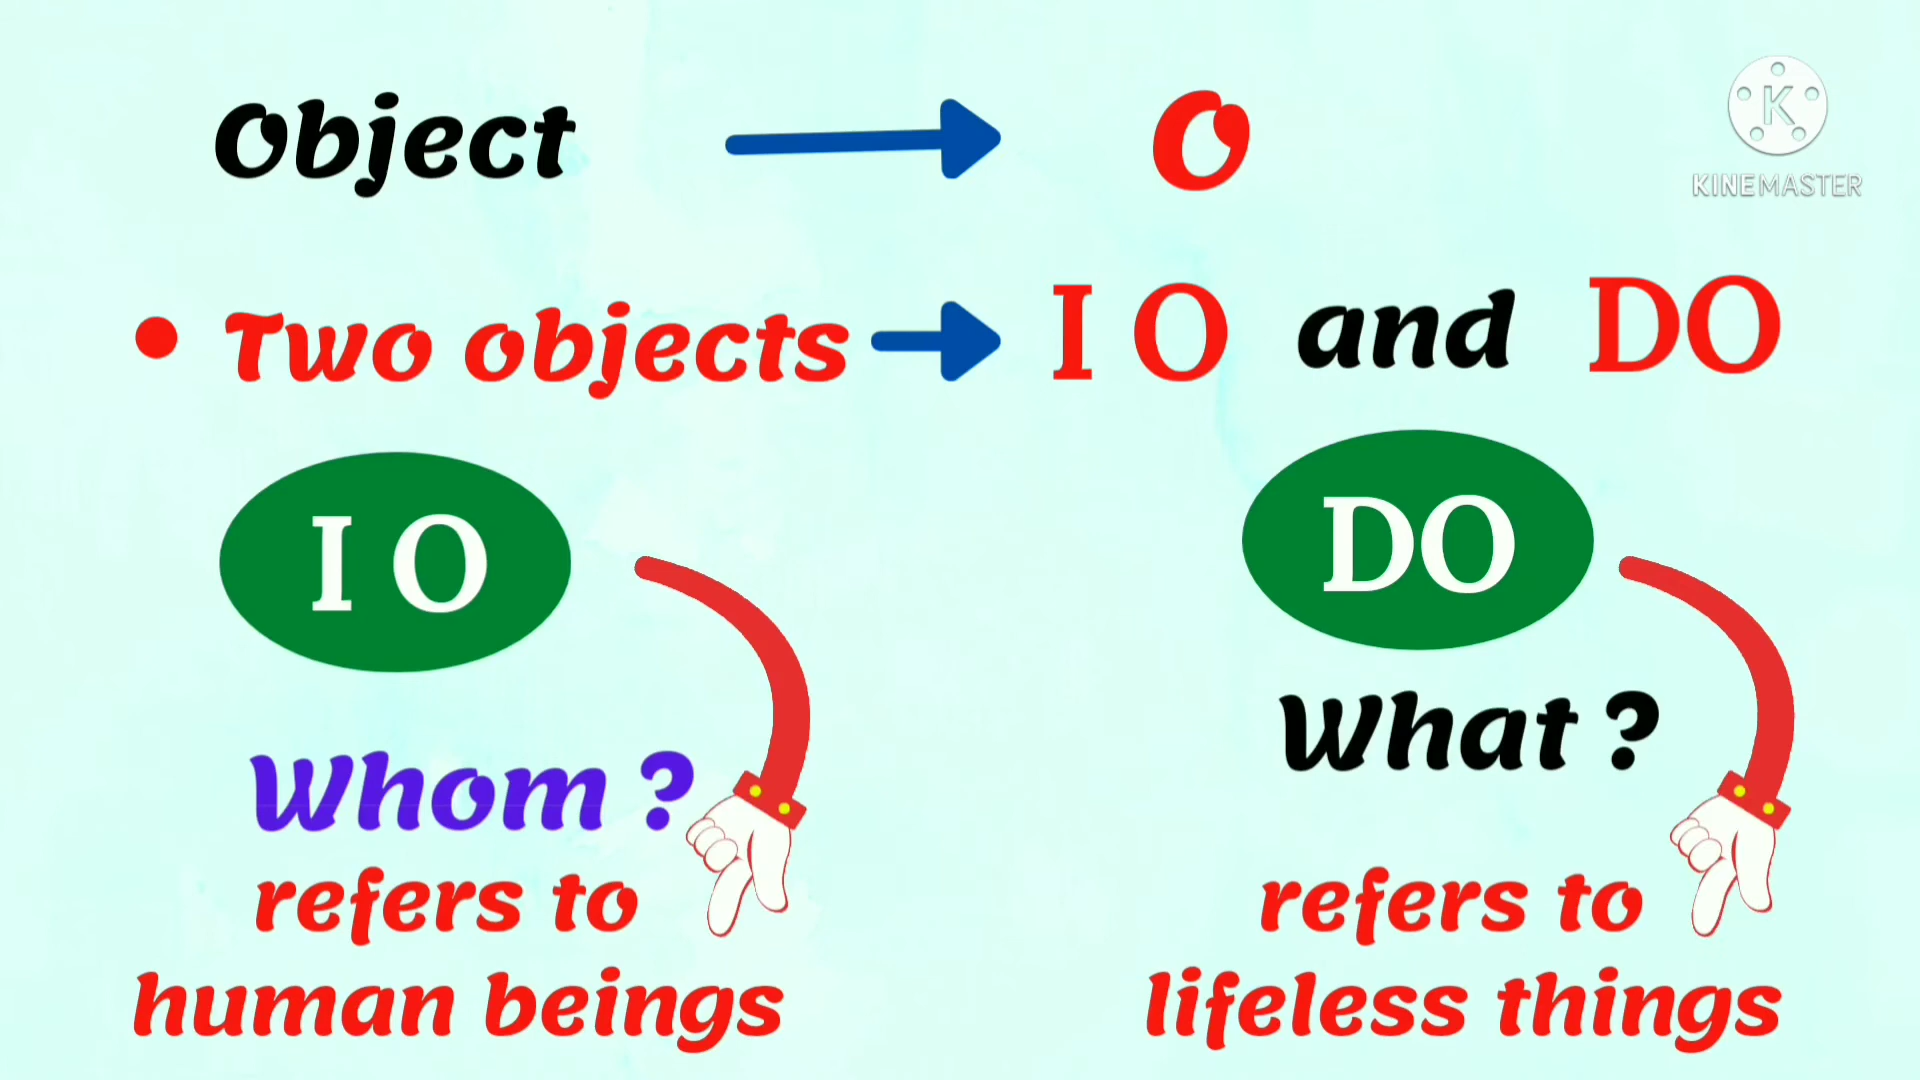 Object O
K
KINEMASTER
• Two objects I O and DO
I O
DO
Whom ?
refers to
human beings
What ?
refers to
lifeless things